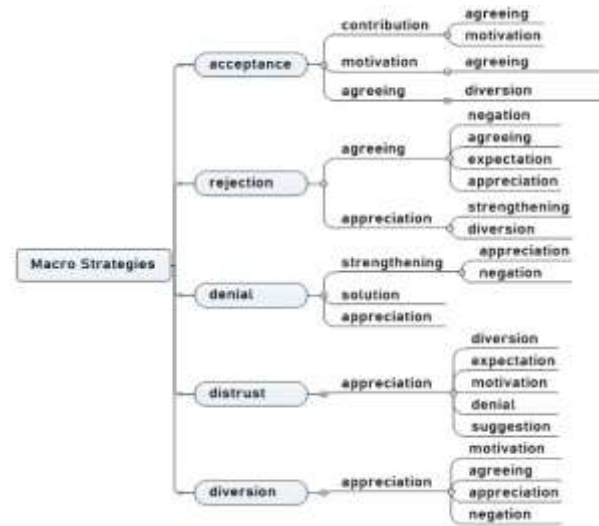 Macro Strategies
acceptance
contribution
agreeing
motivation
motivation
agreeing
agreeing
diversion
rejection
agreeing
negation
agreeing
expectation
appreciation
appreciation
strengthening
diversion
denial
strengthening
appreciation
negation
solution
appreciation
distrust
appreciation
diversion
expectation
motivation
denial
suggestion
diversion
appreciation
motivation
agreeing
appreciation
negation